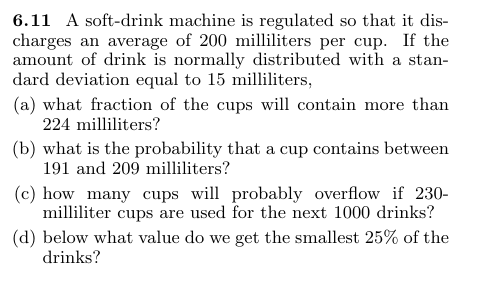 6.11 A soft-drink machine is regulated so that it dis-
charges an average of 200 milliliters per cup. If the
amount of drink is normally distributed with a stan-
dard deviation equal to 15 milliliters,
(a) what fraction of the cups will contain more than
224 milliliters?
(b) what is the probability that a cup contains between
191 and 209 milliliters?
(c) how many cups will probably overflow if 230-
milliliter cups are used for the next 1000 drinks?
(d) below what value do we get the smallest 25% of the
drinks?